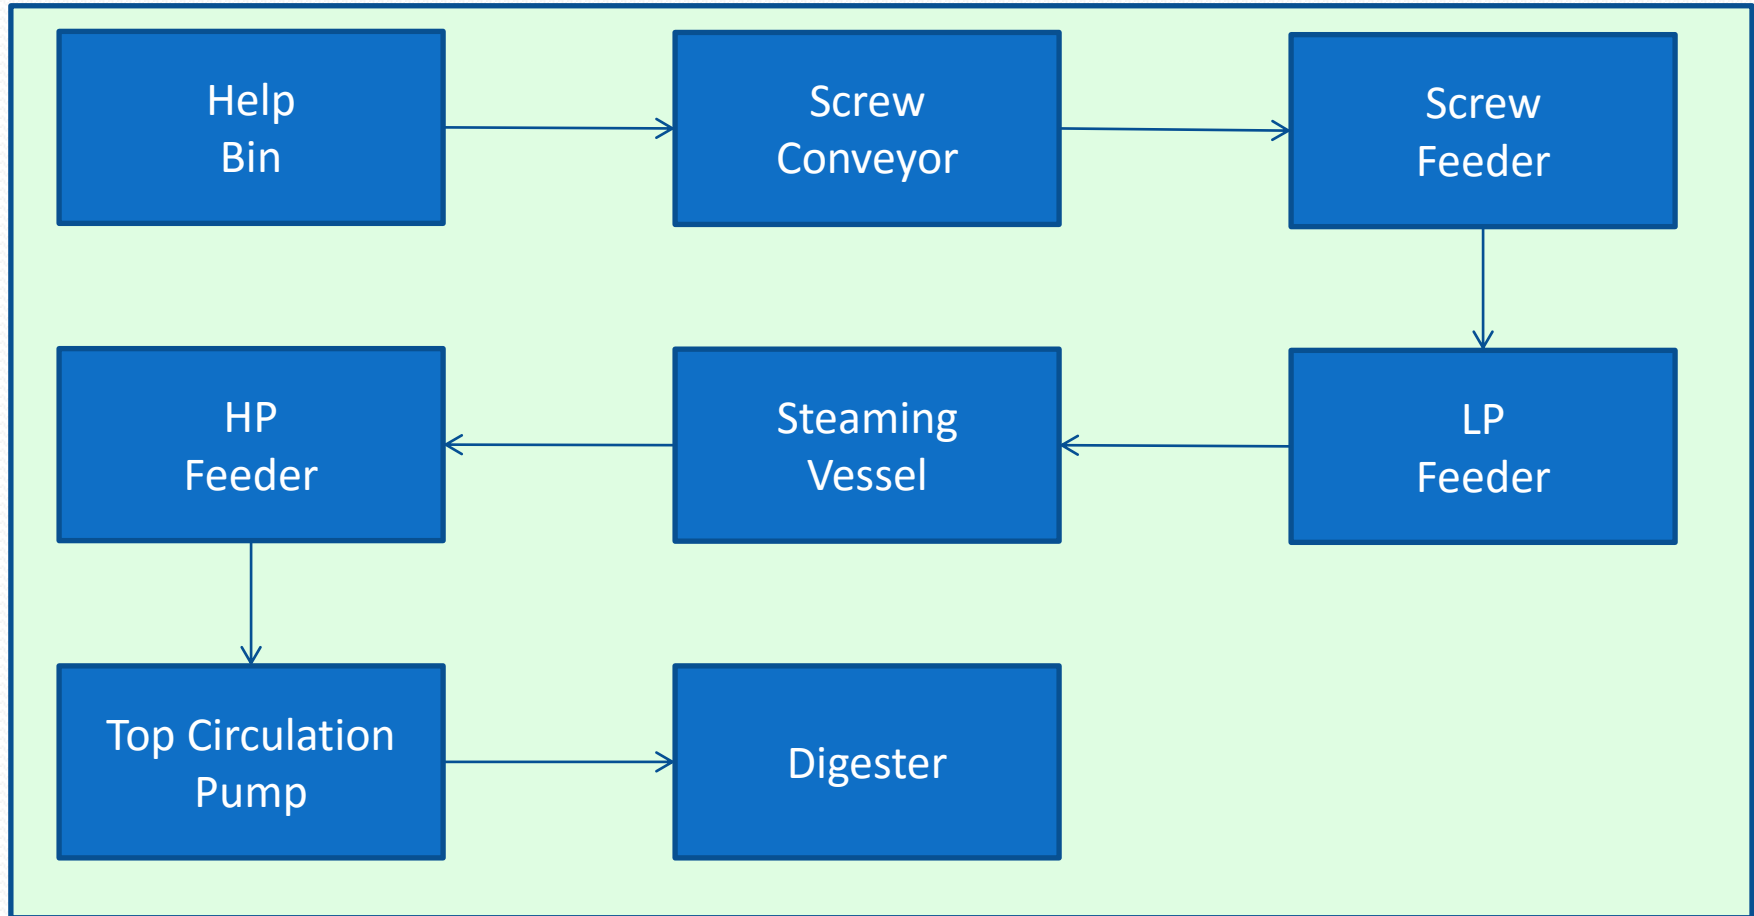 Help
Bin
Screw
Conveyor
Screw
Feeder
HP
Feeder
Steaming
Vessel
LP
Feeder
Top Circulation
Pump
Digester